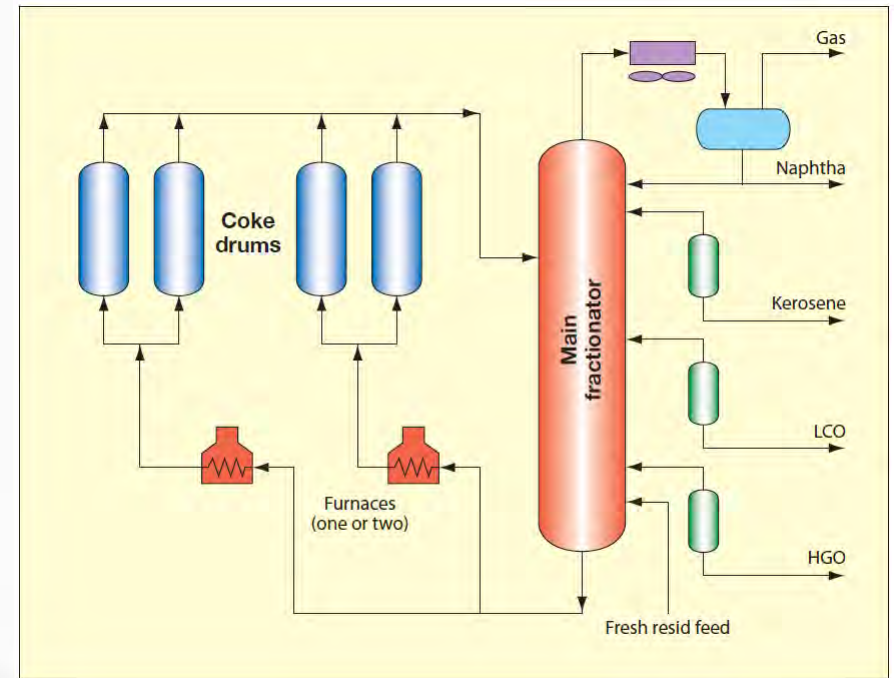 Gas
Naphtha
Coke
drums
Kerosene
Main
fractionator
LCO
Furnaces
(one or two)
HGO
Fresh resid feed